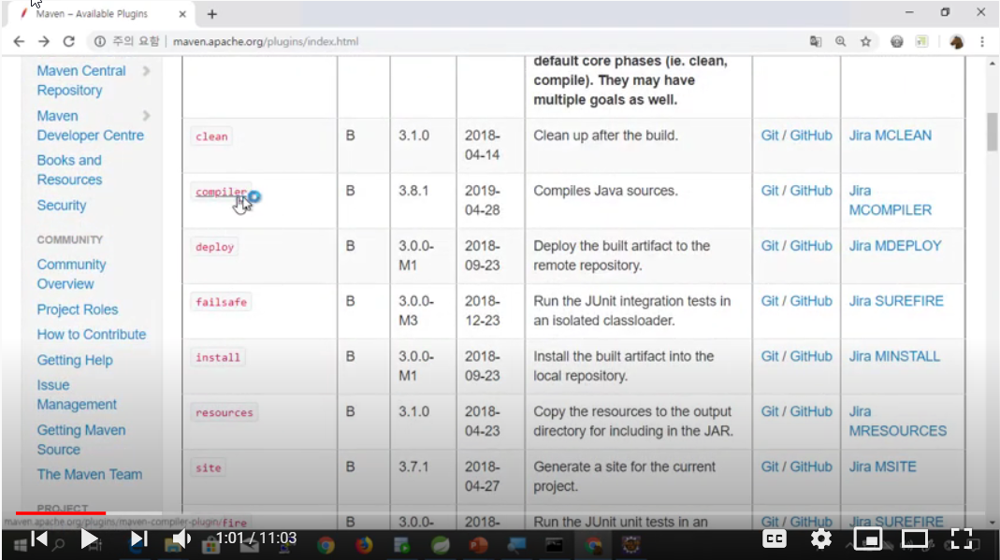 Maven – Available Plugins
주의 요함 | maven.apache.org/plugins/index.html
Maven Central
Repository
Maven
Developer Centre
Books and
Resources
Security
COMMUNITY
Community
Overview
Project Roles
How to Contribute
Getting Help
Issue
Management
Getting Maven
Source
The Maven Team
PROJECT
default core phases (ie. clean,
compile). They may have
multiple goals as well.
clean B 3.1.0 2018- Clean up after the build. Git / GitHub Jira MCLEAN
04-14
compiler B 3.8.1 2019- Compiles Java sources. Git / GitHub Jira
04-28 MCOMPILER
deploy B 3.0.0- 2018- Deploy the built artifact to the Git / GitHub Jira MDEPLOY
M1 09-23 remote repository.
failsafe B 3.0.0- 2018- Run the JUnit integration tests in Git / GitHub Jira SUREFIRE
M3 12-23 an isolated classloader.
install B 3.0.0- 2018- Install the built artifact into the Git / GitHub Jira MINSTALL
M1 09-23 local repository.
resources B 3.1.0 2018- Copy the resources to the output Git / GitHub Jira
04-23 directory for including in the JAR. MRESOURCES
site B 3.7.1 2018- Generate a site for the current Git / GitHub Jira MSITE
04-27 project.
fire B 3.0.0- 2018- Run the JUnit unit tests in an Git / GitHub Jira SUREFIRE
maven.apache.org/plugins/maven-compiler-plugin/
1:01 / 11:03
CC